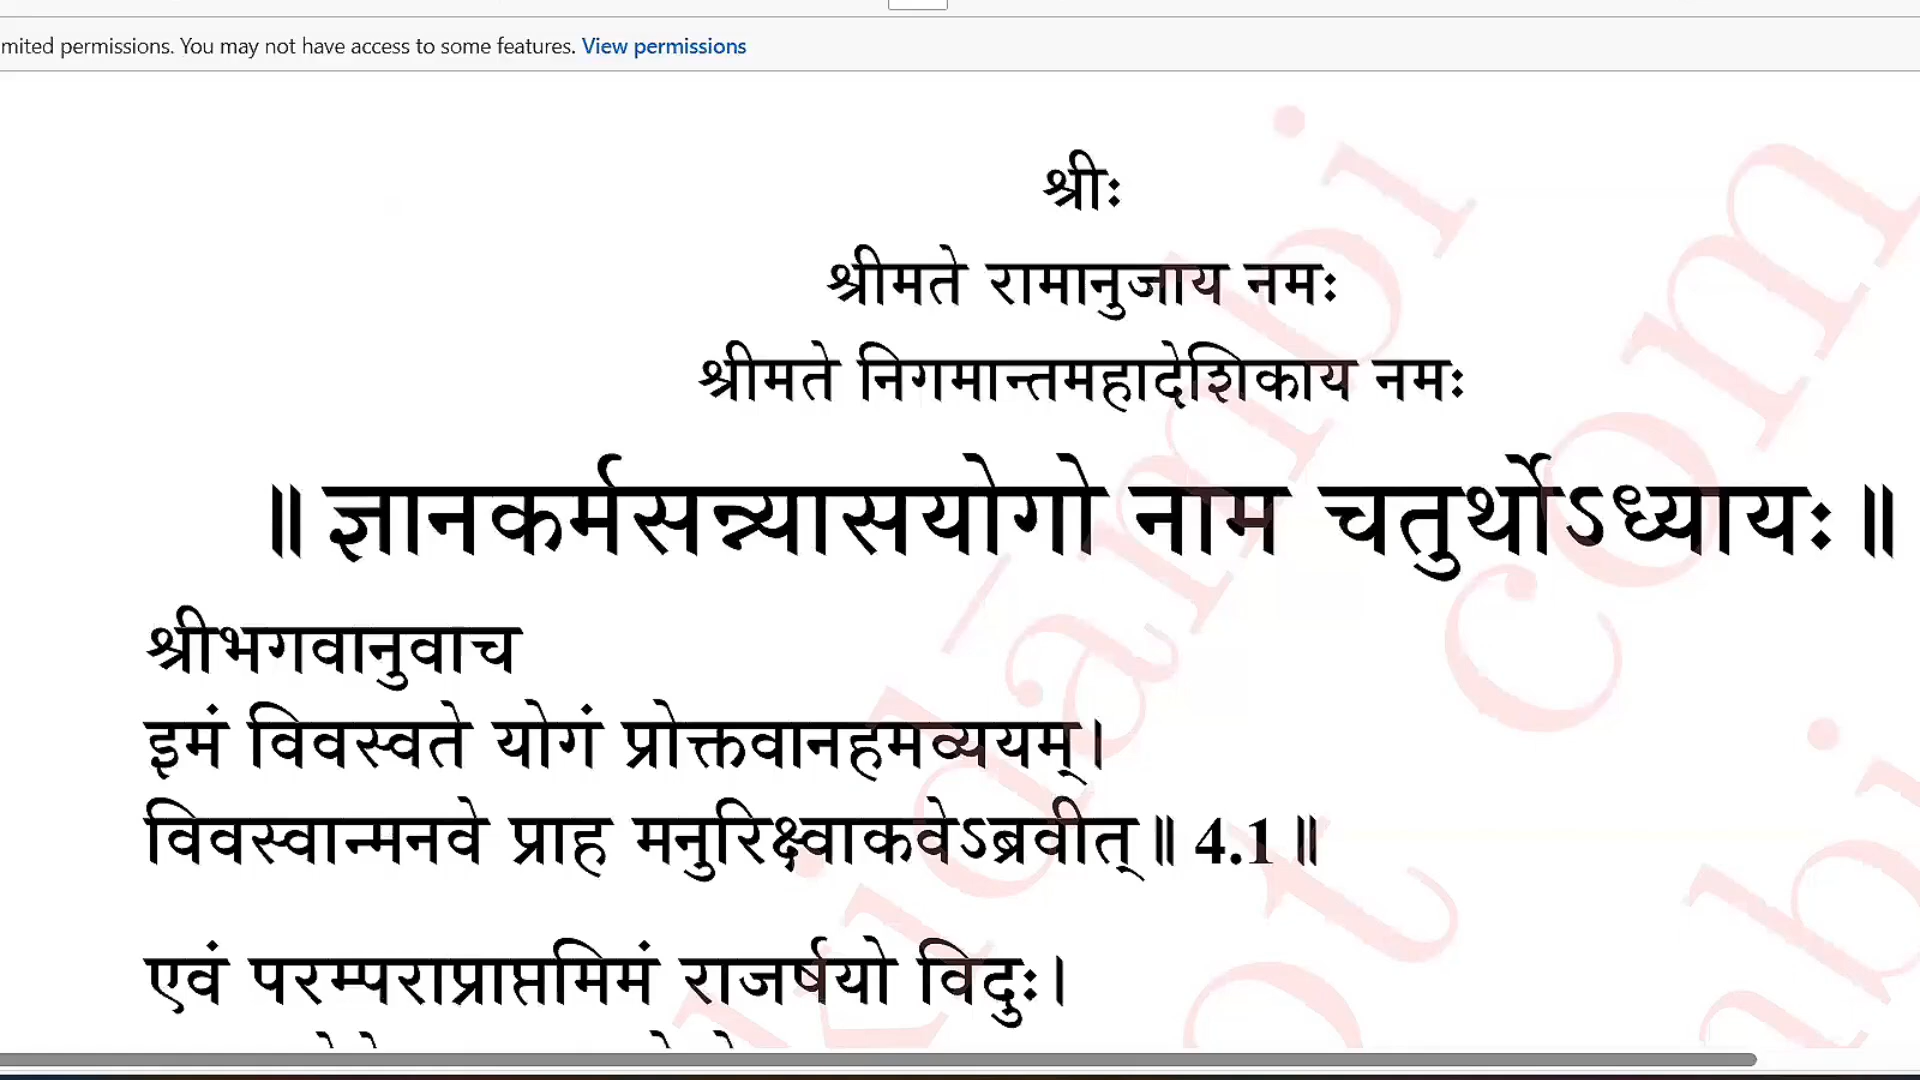 mited permissions. You may not have access to some features. View permissions
श्रीः
श्रीमते रामानुजाय नमः
श्रीमते निगमान्तमहादेशिकाय नमः
॥ ज्ञानकर्मसन्न्यासयोगो नाम चतुर्थोऽध्यायः ॥
श्रीभगवानुवाच
इमं विवस्वते योगं प्रोक्तवानहमव्ययम्।
विवस्वान्मनवे प्राह मनुरिक्ष्वाकवेऽब्रवीत्॥ 4.1॥
एवं परम्पराप्राप्तमिमं राजर्षयो विदुः।